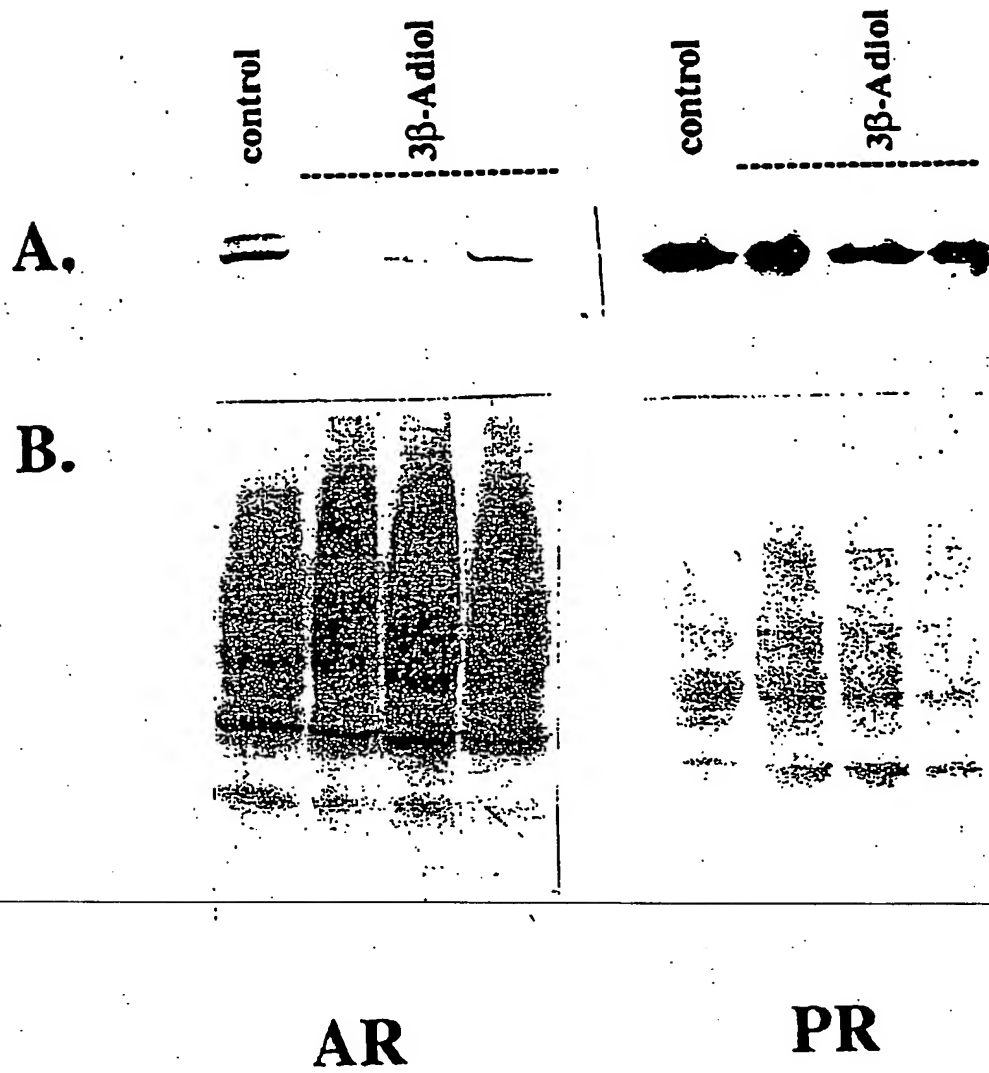 control
3β-Adiol
control
3β-Adiol
A.
B.
AR
PR